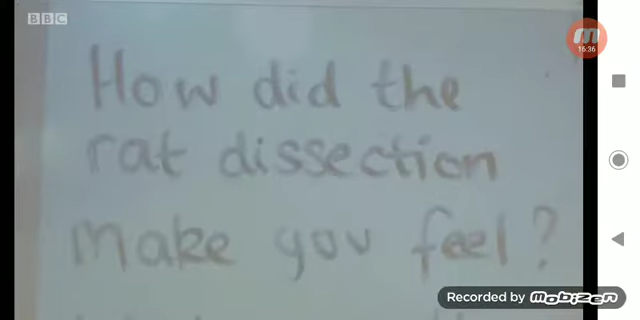 BBC
16:36
How did the
rat dissection
make you feel?
Recorded by mobizen